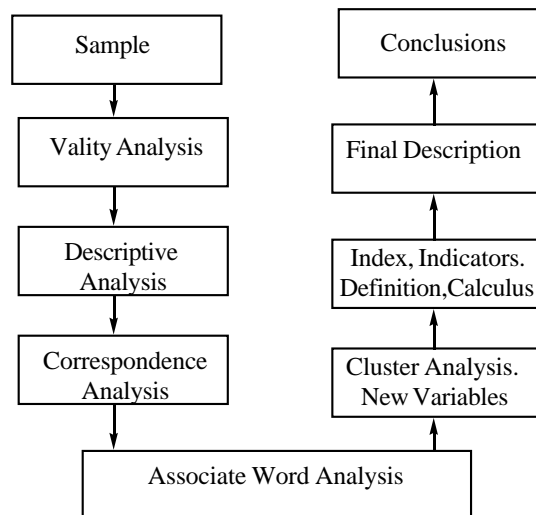 Sample
Vality Analysis
Descriptive
Analysis
Correspondence
Analysis
Associate Word Analysis
Cluster Analysis.
New Variables
Index, Indicators.
Definition,Calculus
Final Description
Conclusions